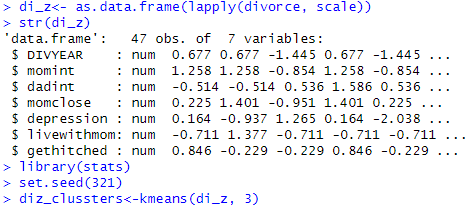 > di_z<- as.data.frame(lapply(divorce, scale))
> str(di_z)
'data.frame':   47 obs. of  7 variables:
 $ DIVYEAR    : num  0.677 0.677 -1.445 0.677 -1.445 ...
 $ momint     : num  1.258 1.258 -0.854 1.258 -0.854 ...
 $ dadint     : num  -0.514 -0.514 0.536 1.586 0.536 ...
 $ momclose   : num  0.225 1.401 -0.951 1.401 0.225 ...
 $ depression : num  0.164 -0.937 1.265 0.164 -2.038 ...
 $ livewithmom: num  -0.711 1.377 -0.711 -0.711 -0.711 ...
 $ gethitched : num  0.846 -0.229 -0.229 0.846 -0.229 ...
> library(stats)
> set.seed(321)
> diz_clussters<-kmeans(di_z, 3)